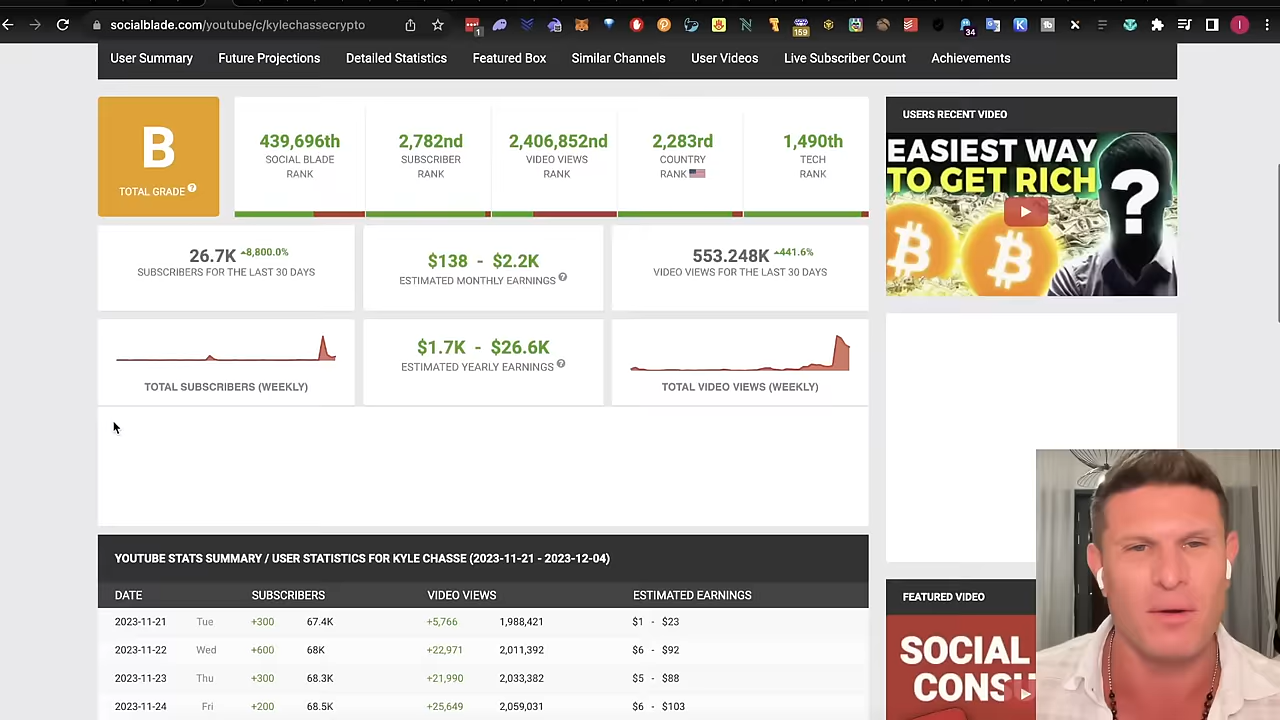 socialblade.com/youtube/c/kylechassecrypto
1
159
34
I
User Summary Future Projections Detailed Statistics Featured Box Similar Channels User Videos Live Subscriber Count Achievements
B
TOTAL GRADE ?
439,696th
SOCIAL BLADE
RANK
2,782nd
SUBSCRIBER
RANK
2,406,852nd
VIDEO VIEWS
RANK
2,283rd
COUNTRY
RANK
1,490th
TECH
RANK
26.7K 8,800.0%
SUBSCRIBERS FOR THE LAST 30 DAYS
$138 - $2.2K
ESTIMATED MONTHLY EARNINGS ?
553.248K 441.6%
VIDEO VIEWS FOR THE LAST 30 DAYS
TOTAL SUBSCRIBERS (WEEKLY)
$1.7K - $26.6K
ESTIMATED YEARLY EARNINGS ?
TOTAL VIDEO VIEWS (WEEKLY)
USERS RECENT VIDEO
EASIEST WAY
TO GET RICH
?
YOUTUBE STATS SUMMARY / USER STATISTICS FOR KYLE CHASSE (2023-11-21 - 2023-12-04)
DATE SUBSCRIBERS VIDEO VIEWS ESTIMATED EARNINGS
2023-11-21 Tue +300 67.4K +5,766 1,988,421 $1 - $23
2023-11-22 Wed +600 68K +22,971 2,011,392 $6 - $92
2023-11-23 Thu +300 68.3K +21,990 2,033,382 $5 - $88
2023-11-24 Fri +200 68.5K +25,649 2,059,031 $6 - $103
FEATURED VIDEO
SOCIAL
CONSU